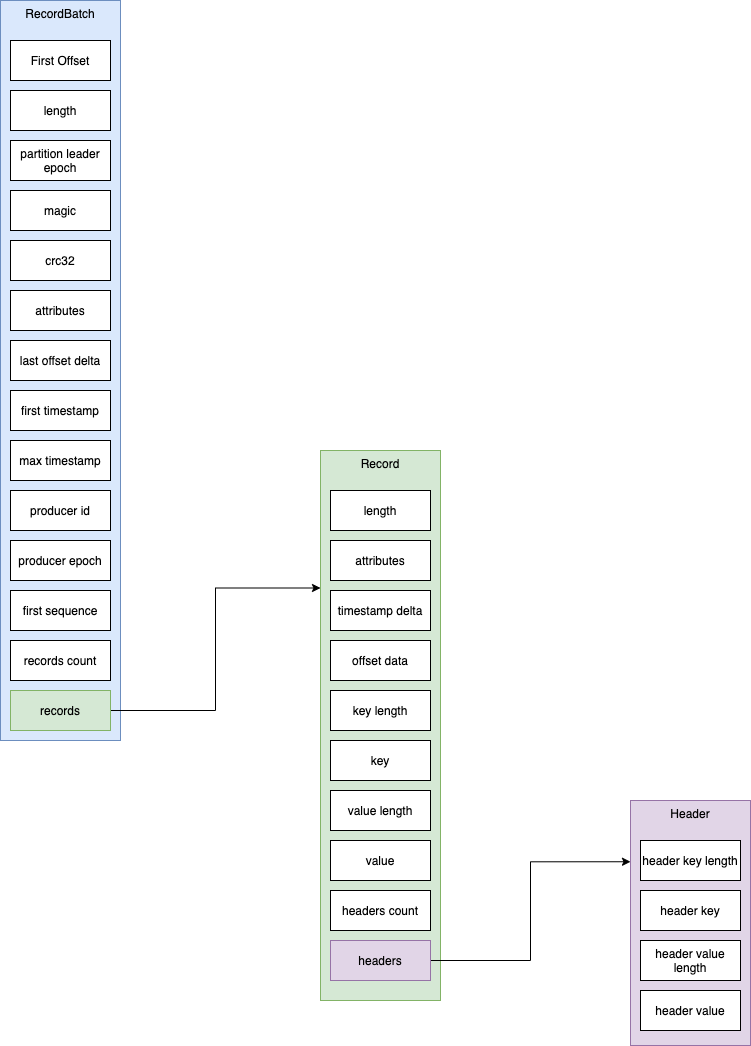 RecordBatch
First Offset
length
partition leader
epoch
magic
crc32
attributes
last offset delta
first timestamp
max timestamp
producer id
producer epoch
first sequence
records count
records
Record
length
attributes
timestamp delta
offset data
key length
key
value length
value
headers count
headers
Header
header key length
header key
header value
length
header value